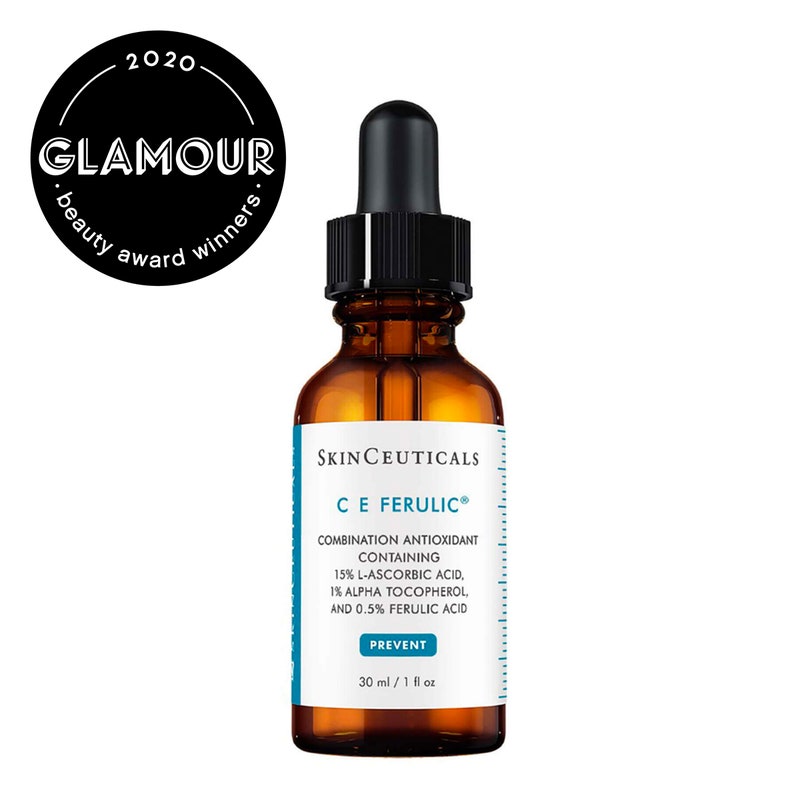 2020
GLAMOUR
· beauty award winners ·
SKINCEUTICALS
C E FERULIC®
COMBINATION ANTIOXIDANT
CONTAINING
15% L-ASCORBIC ACID,
1% ALPHA TOCOPHEROL,
AND 0.5% FERULIC ACID
PREVENT
30 ml / 1 fl oz